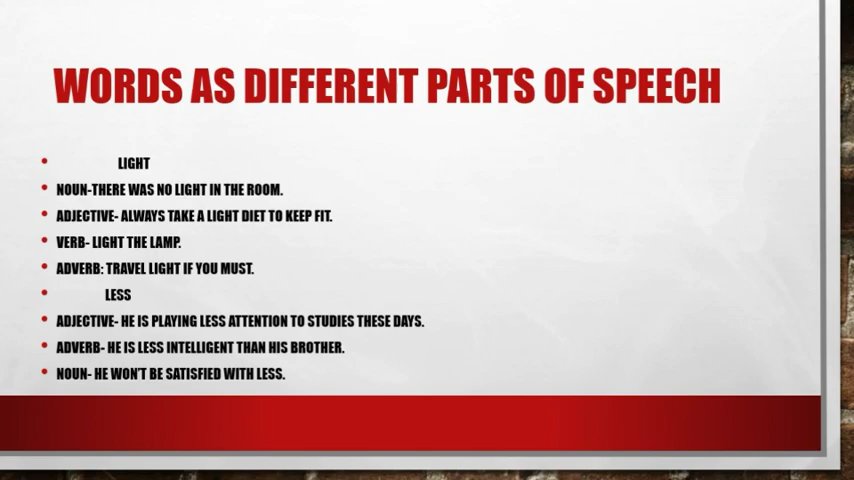 WORDS AS DIFFERENT PARTS OF SPEECH
• LIGHT
• NOUN-THERE WAS NO LIGHT IN THE ROOM.
• ADJECTIVE- ALWAYS TAKE A LIGHT DIET TO KEEP FIT.
• VERB- LIGHT THE LAMP.
• ADVERB: TRAVEL LIGHT IF YOU MUST.
• LESS
• ADJECTIVE- HE IS PLAYING LESS ATTENTION TO STUDIES THESE DAYS.
• ADVERB- HE IS LESS INTELLIGENT THAN HIS BROTHER.
• NOUN- HE WON'T BE SATISFIED WITH LESS.